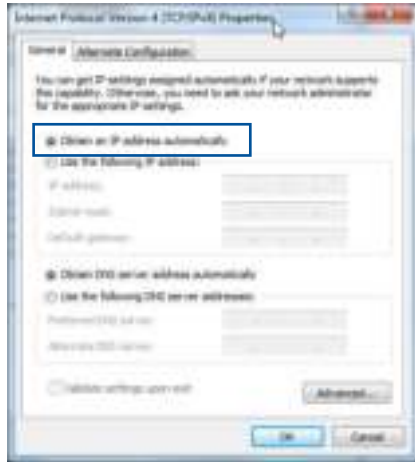 Internet Protocol Version 4 (TCP/IPv4) Properties
General
Alternate Configuration
You can get IP settings assigned automatically if your network supports
this capability. Otherwise, you need to ask your network administrator
for the appropriate IP settings.
Obtain an IP address automatically
Use the following IP address:
IP address:
Subnet mask:
Default gateway:
Obtain DNS server address automatically
Use the following DNS server addresses:
Preferred DNS server:
Alternate DNS server:
Validate settings upon exit
Advanced...
OK
Cancel